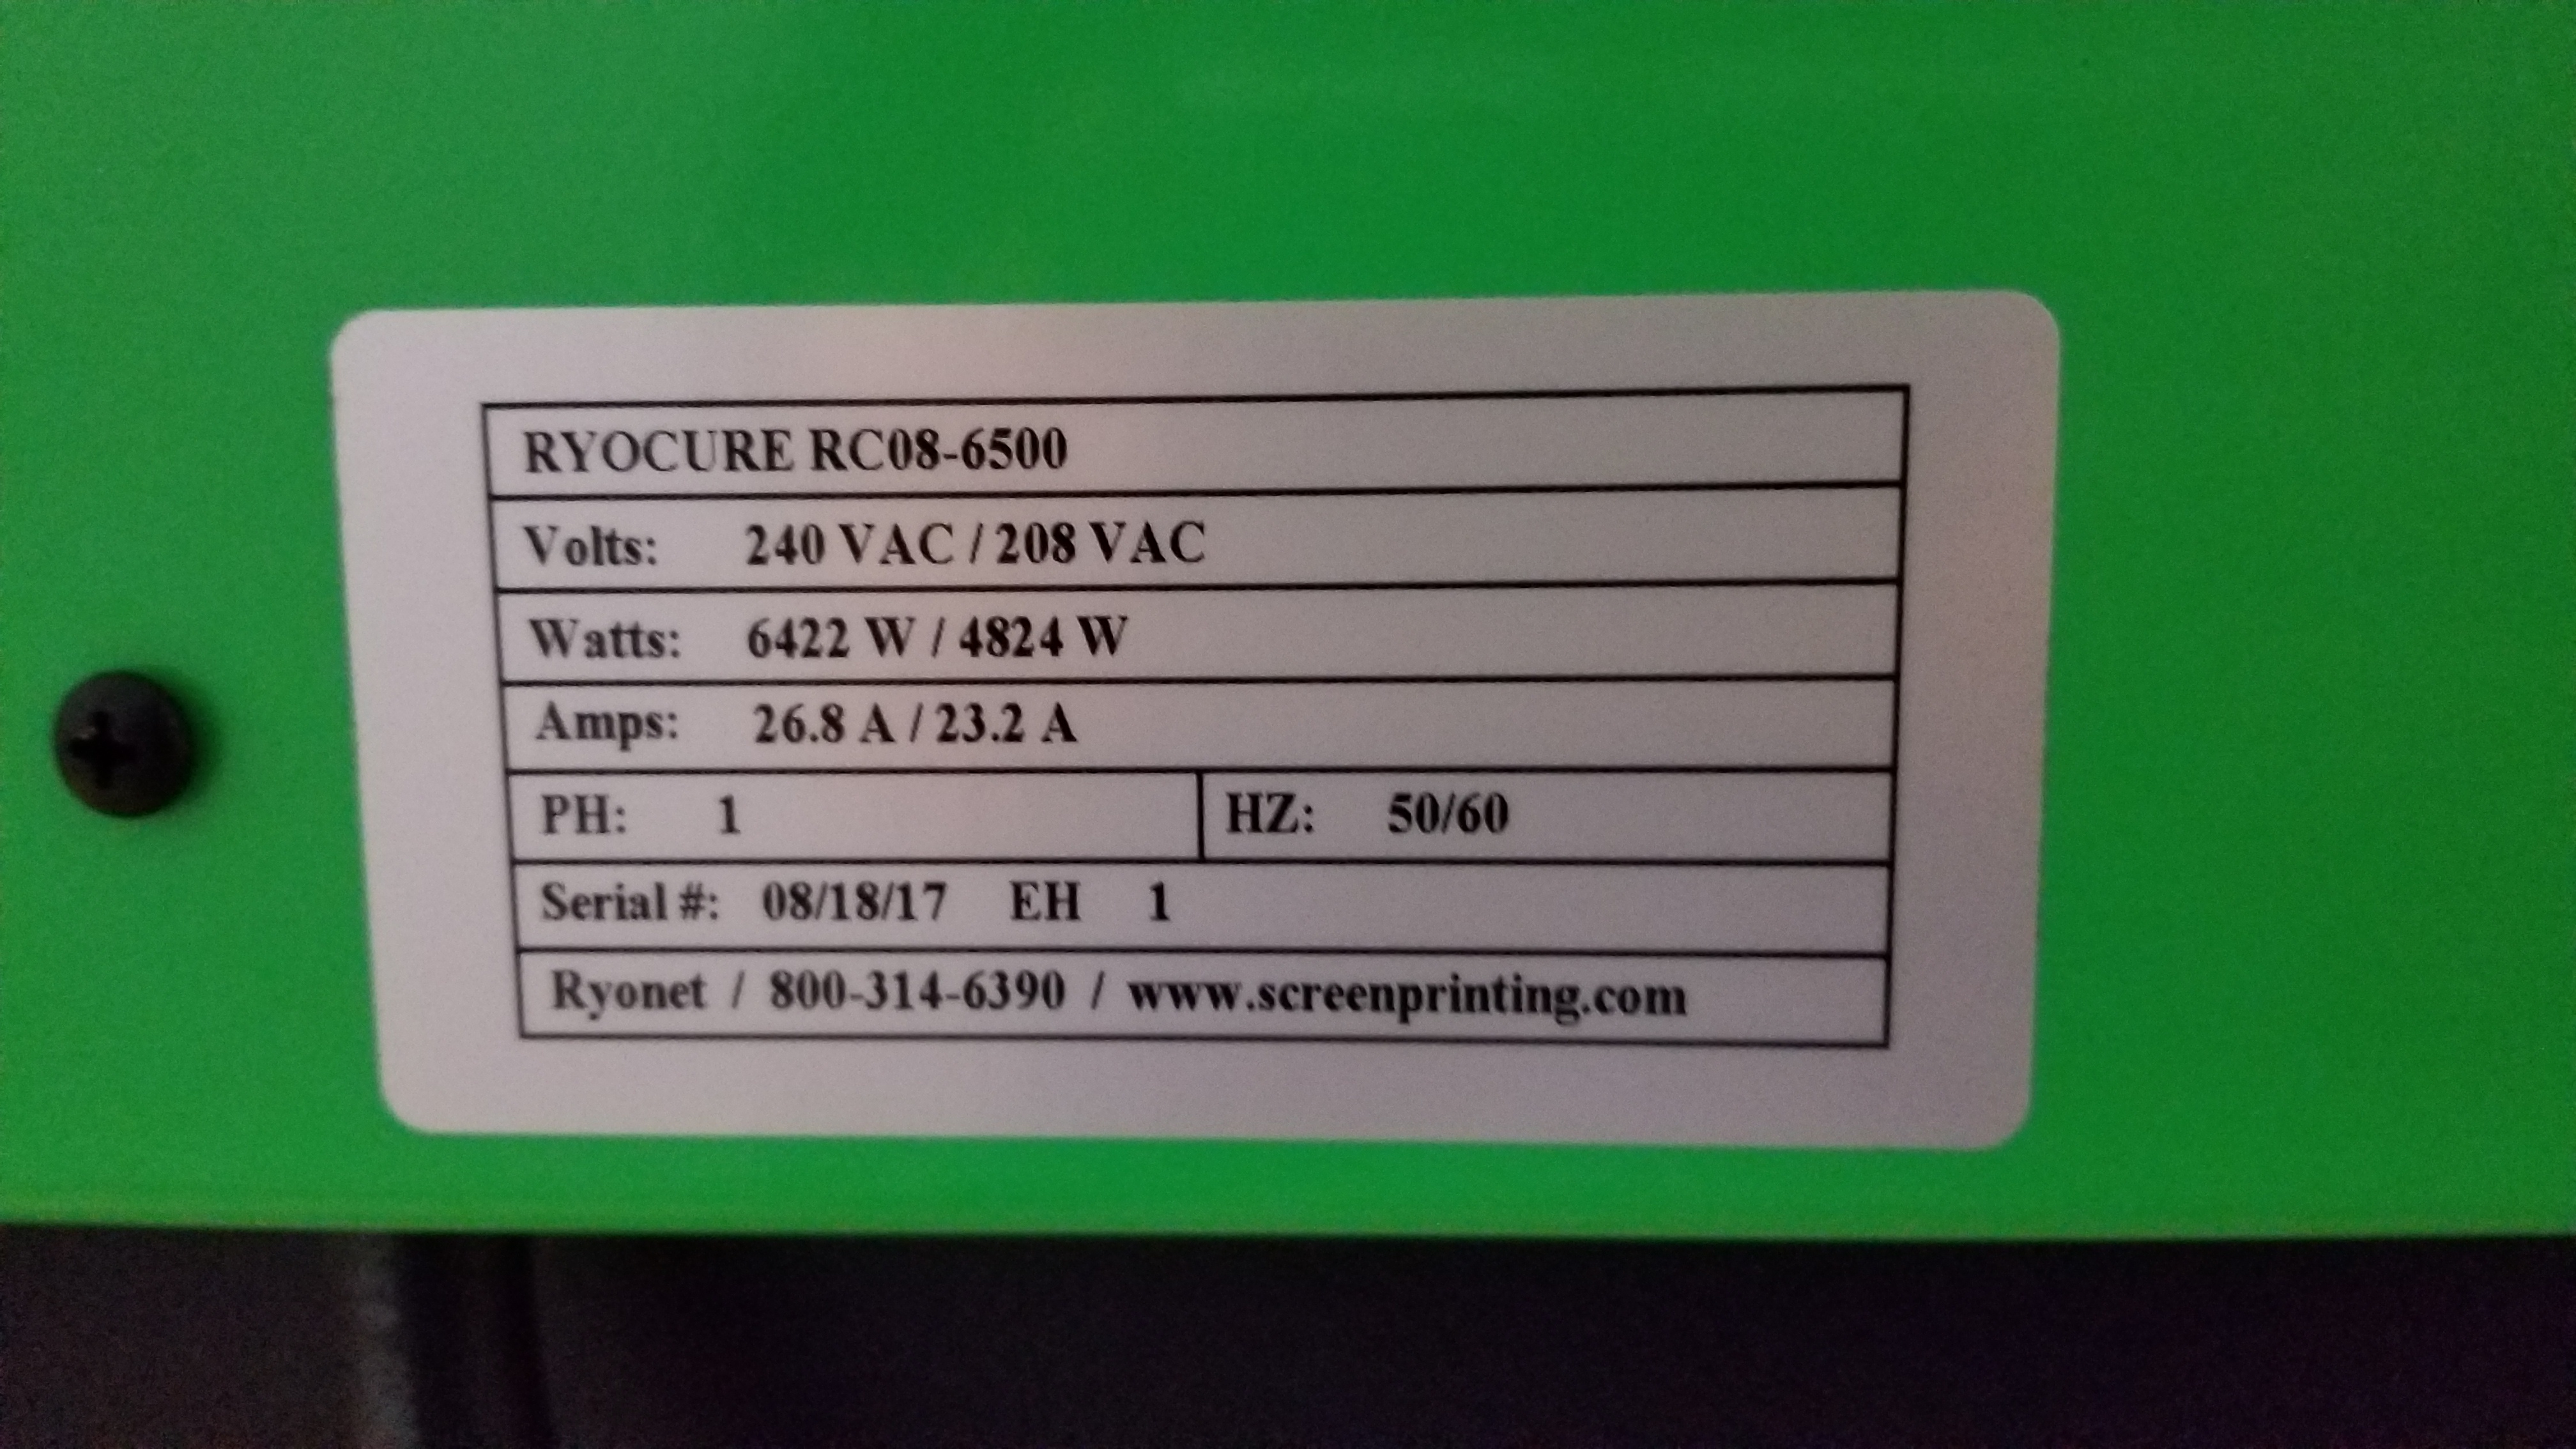 RYOCURE RC08-6500
Volts: 240 VAC / 208 VAC
Watts: 6422 W / 4824 W
Amps: 26.8 A / 23.2 A
PH: 1 HZ: 50/60
Serial #: 08/18/17 EH 1
Ryonet / 800-314-6390 / www.screenprinting.com